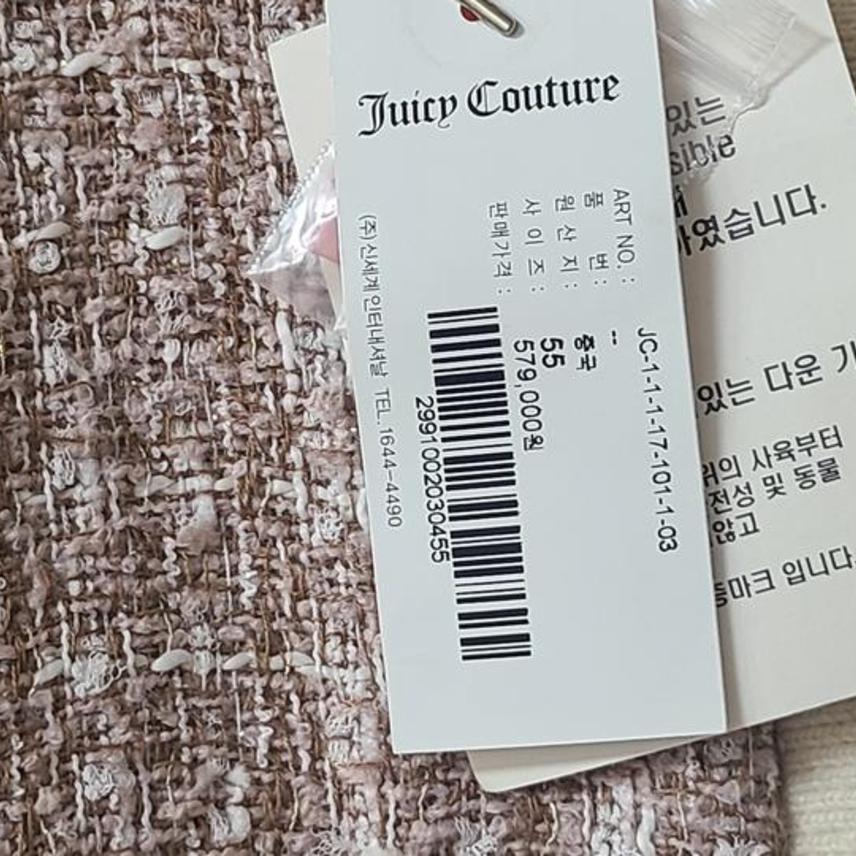 Juicy Couture
ART NO. : JC-1-1-1-17-101-1-03
품 번 : --
원 산 지 : 중국
사 이 즈 : 55
판매가격 : 579,000원
2991002030455
(주)신세계인터내셔날 TEL.1644-4490
있는
sible
하였습니다.
있는 다운
위의 사육부터
전성 및 동물
않고
입니다.